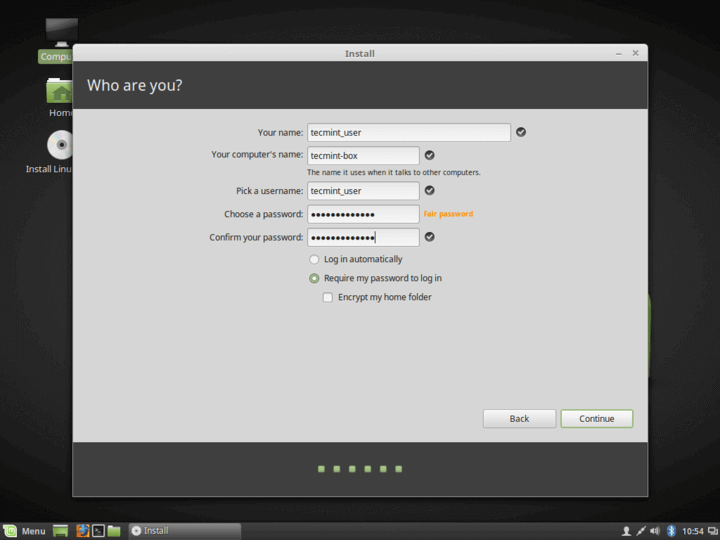 Install
Compu
Home
Install Linu
Who are you?
Your name: tecmint_user
Your computer's name: tecmint-box
The name it uses when it talks to other computers.
Pick a username: tecmint_user
Choose a password: ●●●●●●●●●●●●● Fair password
Confirm your password: ●●●●●●●●●●●●●
Log in automatically
Require my password to log in
Encrypt my home folder
Back Continue
Menu Install 10:54